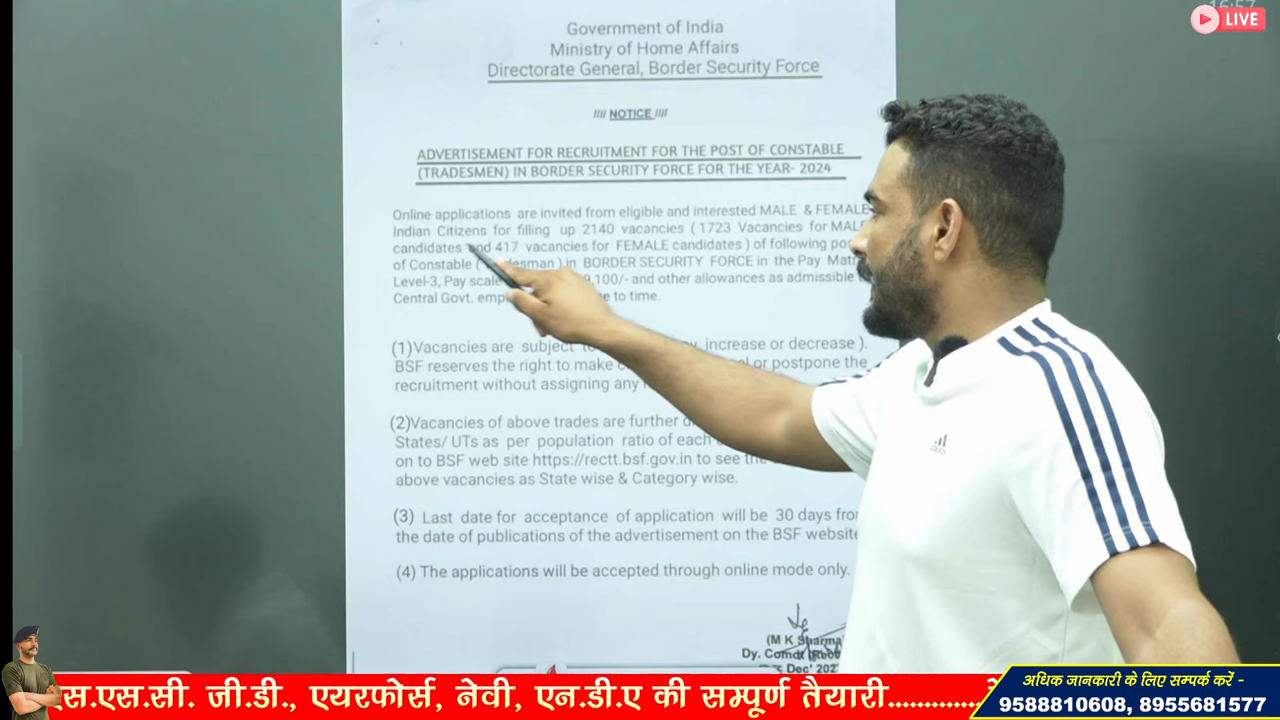 16:57
LIVE
Government of India
Ministry of Home Affairs
Directorate General, Border Security Force
//// NOTICE ////
ADVERTISEMENT FOR RECRUITMENT FOR THE POST OF CONSTABLE
(TRADESMEN) IN BORDER SECURITY FORCE FOR THE YEAR- 2024
Online applications are invited from eligible and interested MALE & FEMALE
Indian Citizens for filling up 2140 vacancies ( 1723 Vacancies for MALE
candidates and 417 vacancies for FEMALE candidates ) of following
of Constable ( in BORDER SECURITY FORCE in the Pay
Level-3, Pay scale 100/- and other allowances as admissible
Central Govt. to time.
(1)Vacancies are subject increase or decrease ).
BSF reserves the right to make or postpone the
recruitment without assigning any
(2)Vacancies of above trades are further
States/ UTs as per population ratio of each
on to BSF web site https://rectt.bsf.gov.in to see the
above vacancies as State wise & Category wise.
(3) Last date for acceptance of application will be 30 days from
the date of publications of the advertisement on the BSF website
(4) The applications will be accepted through online mode only.
(M K Sharma
Dy. Comdt (Rect
Dec' 202
adidas
एस.एस.सी. जी.डी., एयरफोर्स, नेवी, एन.डी.ए की सम्पूर्ण तैयारी............
अधिक जानकारी के लिए सम्पर्क करें -
9588810608, 8955681577